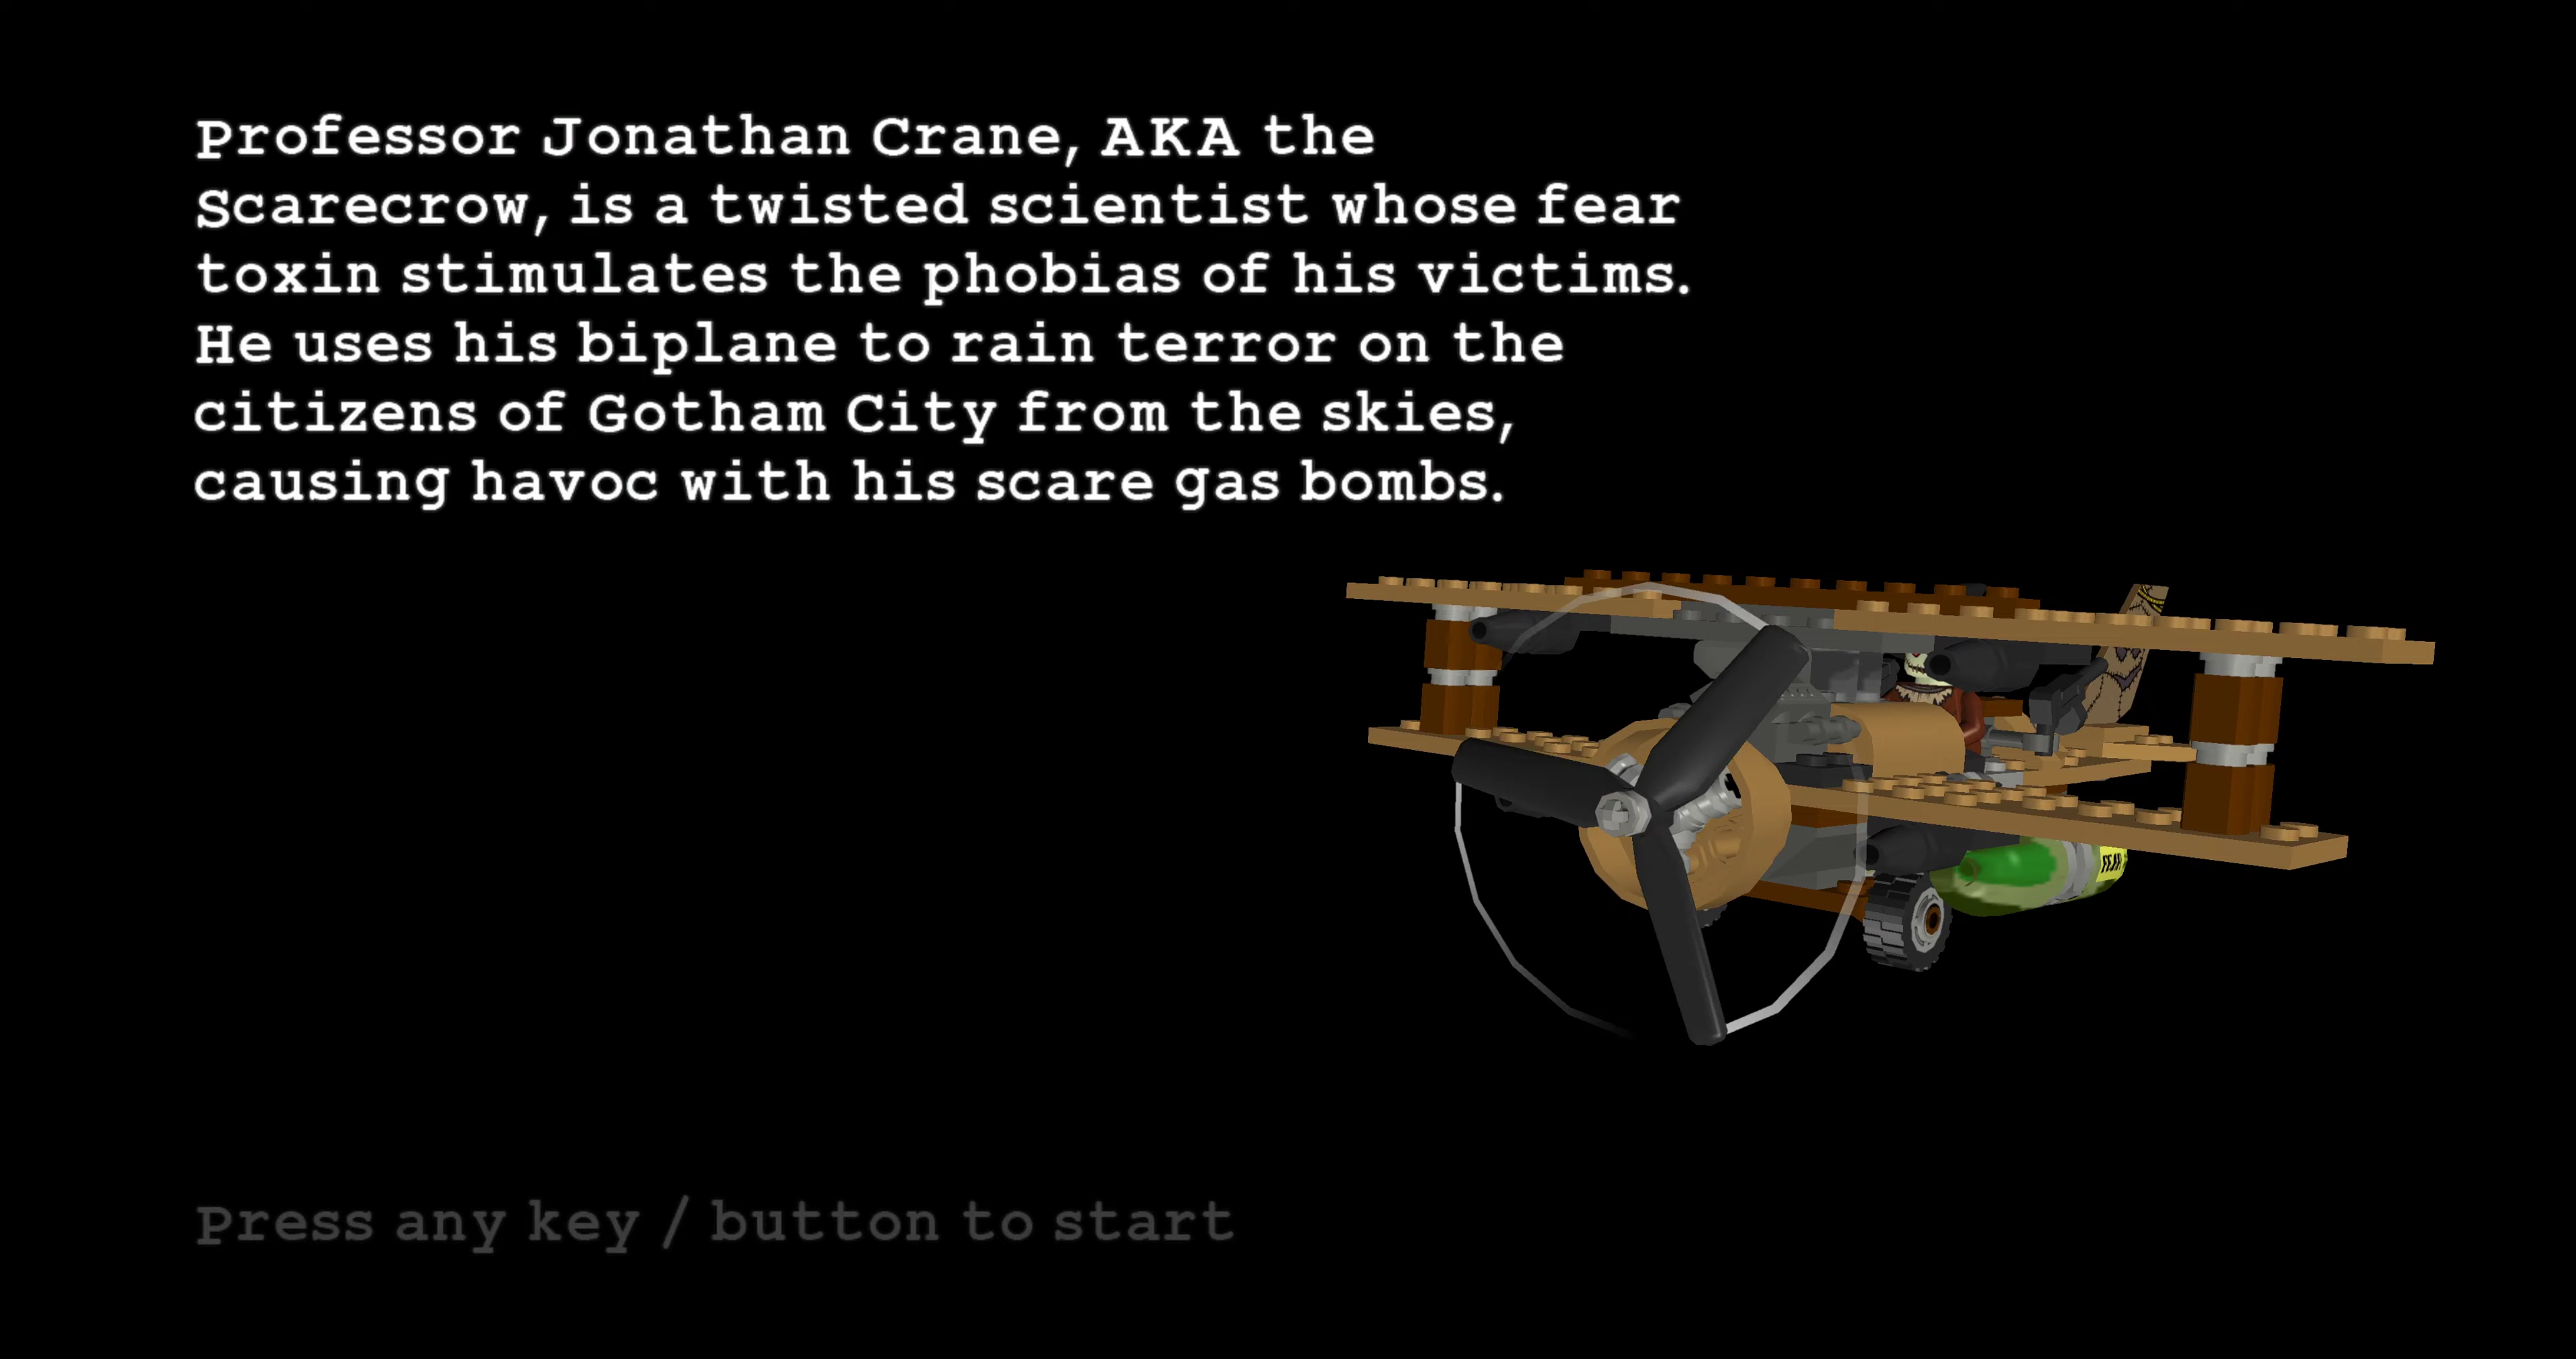 Professor Jonathan Crane, AKA the
Scarecrow, is a twisted scientist whose fear
toxin stimulates the phobias of his victims.
He uses his biplane to rain terror on the
citizens of Gotham City from the skies,
causing havoc with his scare gas bombs.
FEAR
Press any key / button to start